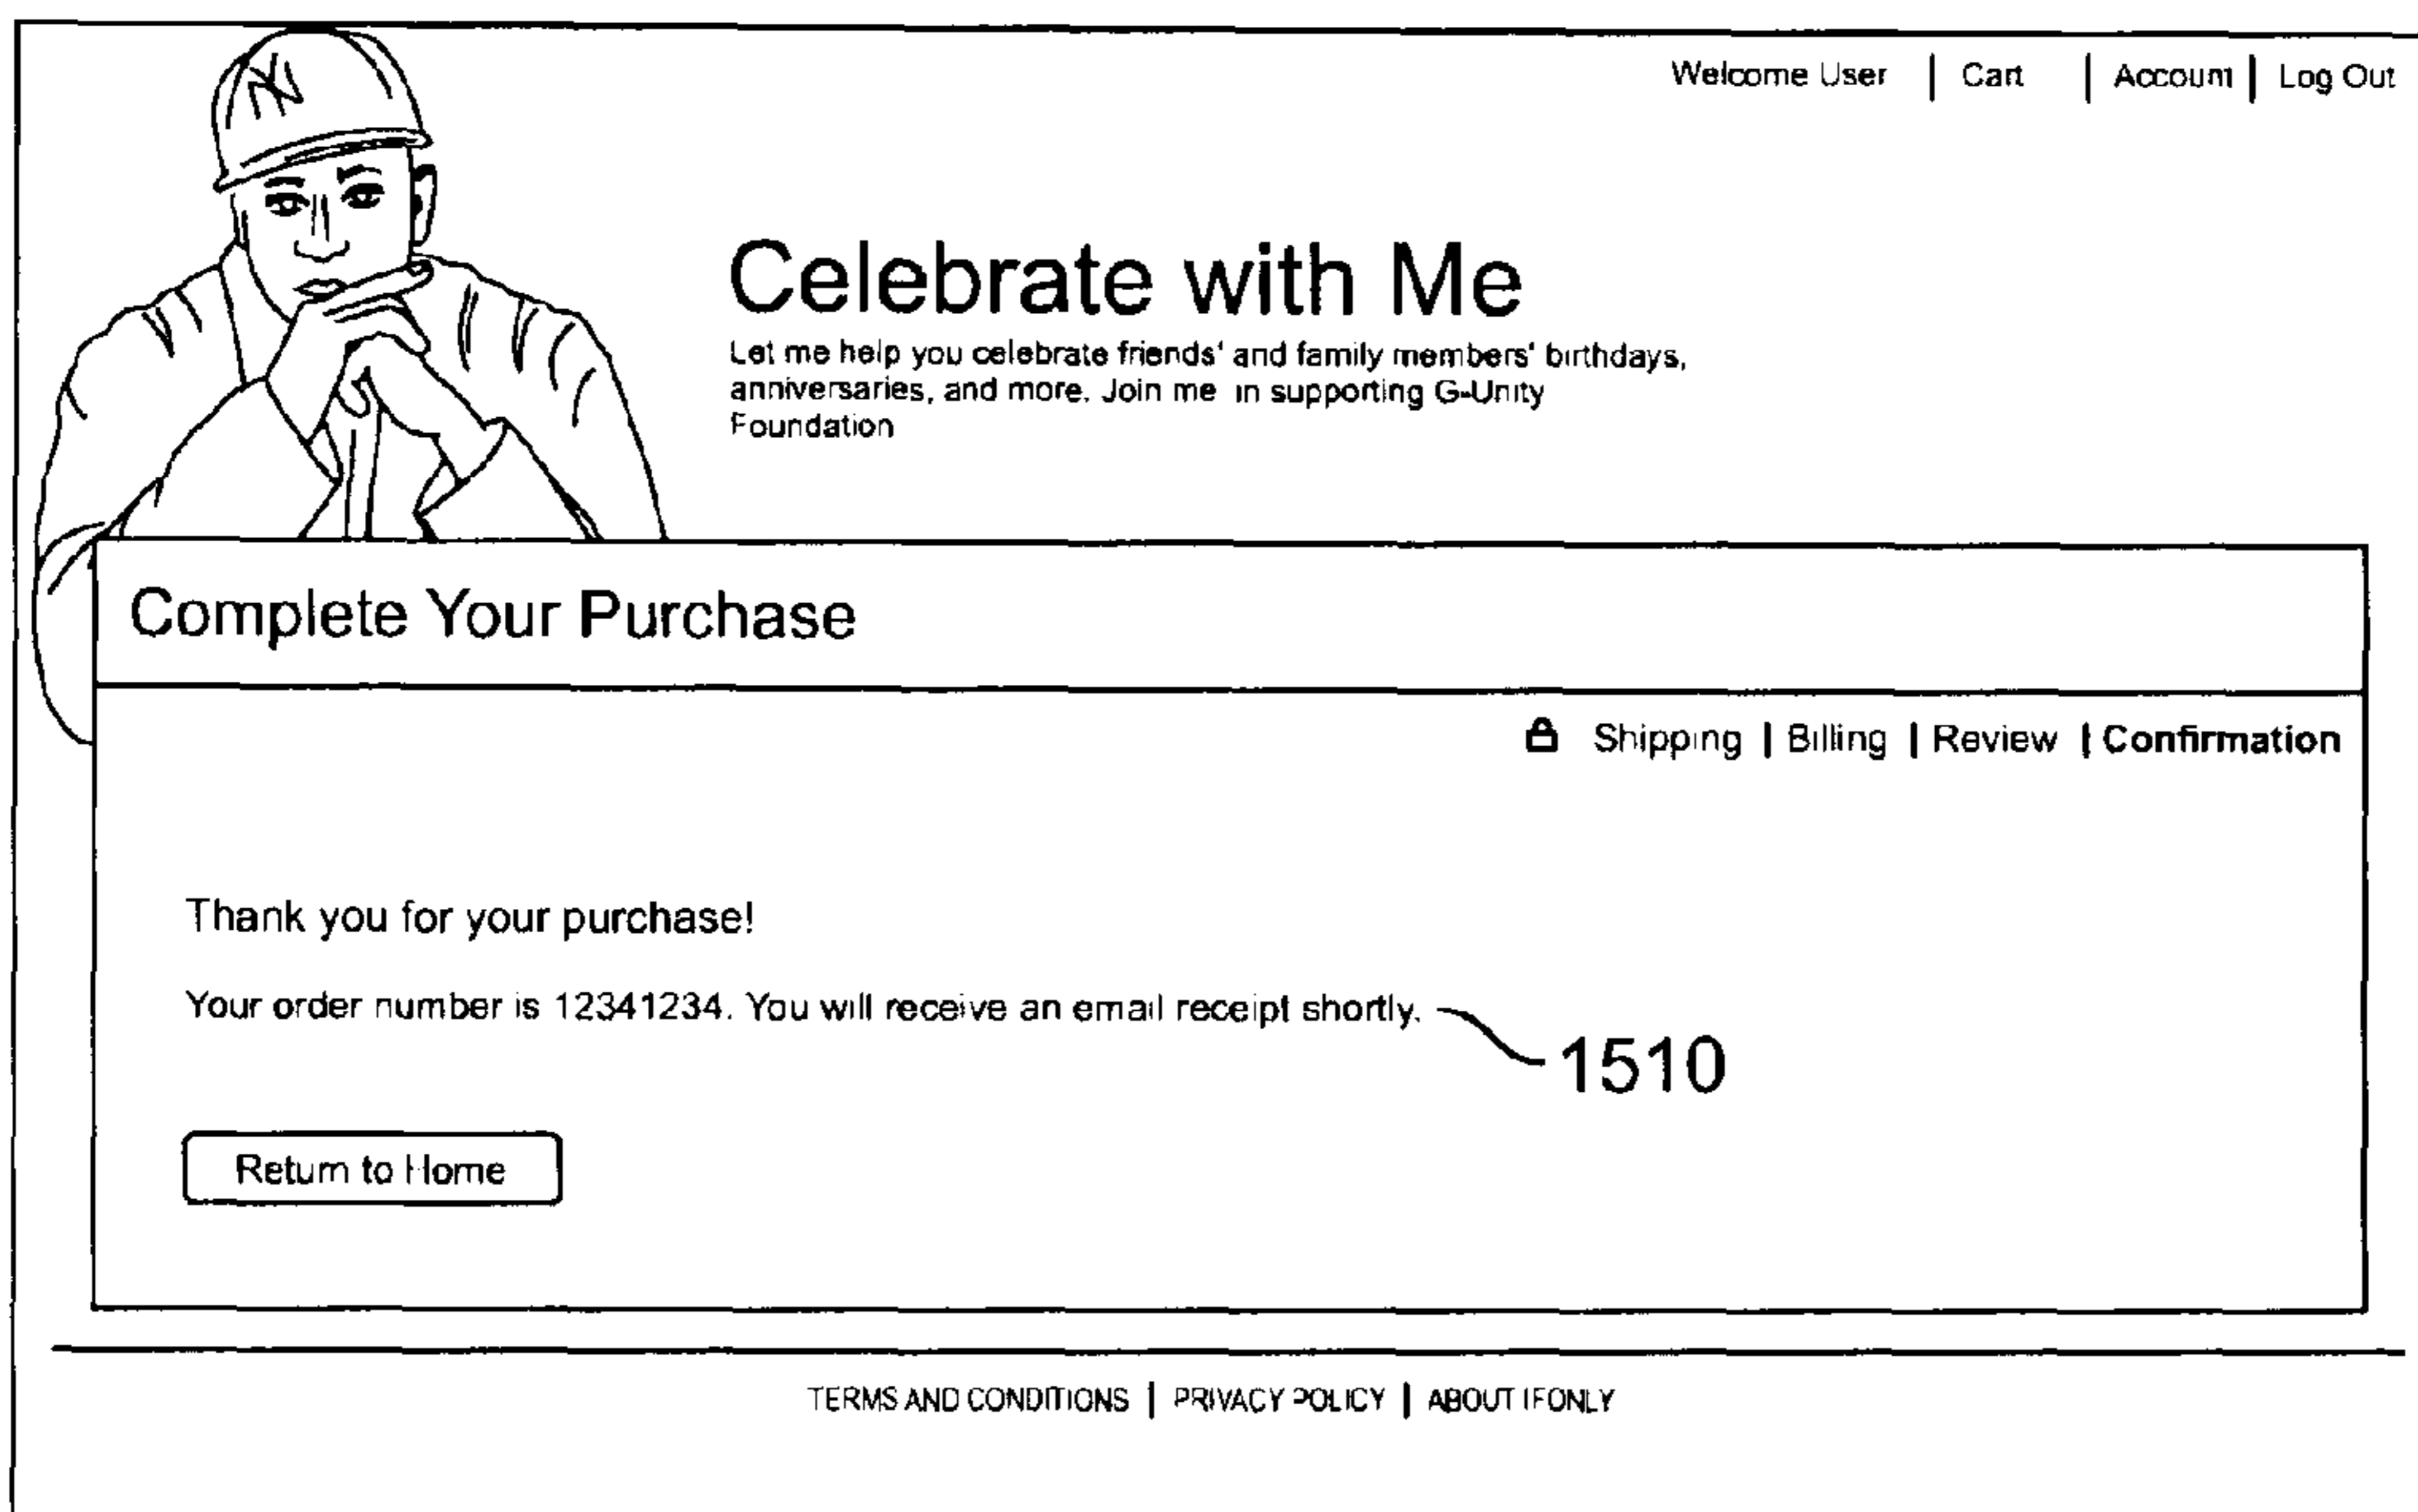 Welcome User | Cart | Account | Log Out
Celebrate with Me
Let me help you celebrate friends' and family members' birthdays,
anniversaries, and more. Join me in supporting G-Unity
Foundation
Complete Your Purchase
Shipping | Billing | Review | Confirmation
Thank you for your purchase!
Your order number is 12341234. You will receive an email receipt shortly.
1510
Return to Home
TERMS AND CONDITIONS | PRIVACY POLICY | ABOUT IFONLY